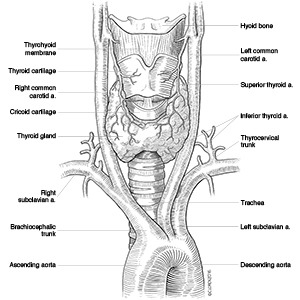 Hyoid bone
Thyrohyoid
membrane
Left common
carotid a.
Thyroid cartilage
Superior thyroid a.
Right common
carotid a.
Cricoid cartilage
Inferior thyroid a.
Thyroid gland
Thyrocervical
trunk
Right
subclavian a.
Trachea
Brachiocephalic
trunk
Left subclavian a.
Ascending aorta
Descending aorta